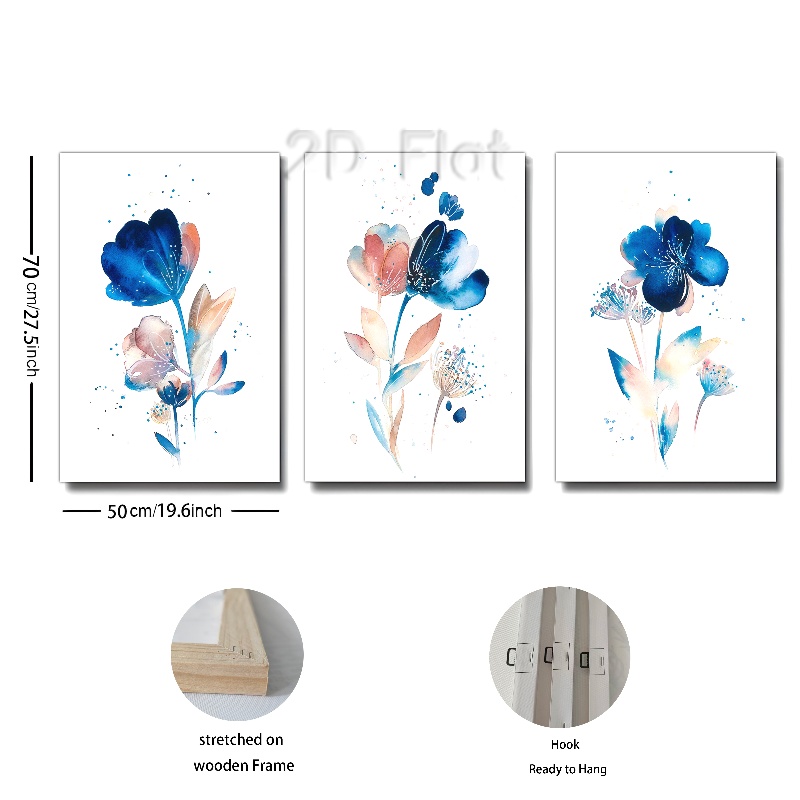 2D Flat
70 cm/27.5inch
50 cm/19.6inch
stretched on
wooden Frame
Hook
Ready to Hang